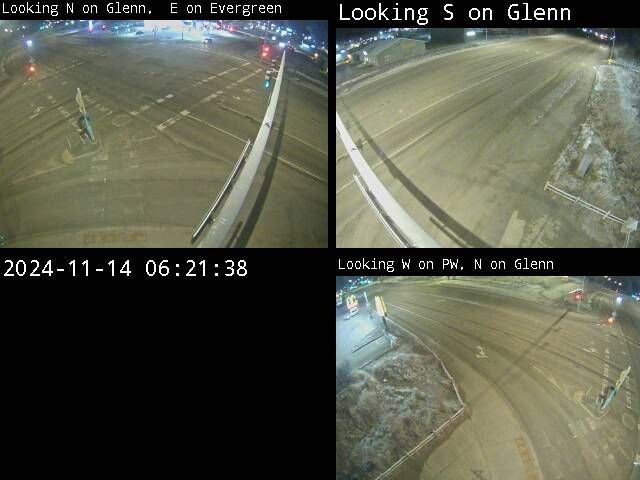 Looking N on Glenn,  E on Evergreen
Looking S on Glenn
2024-11-14 06:21:38
Looking W on PW, N on Glenn